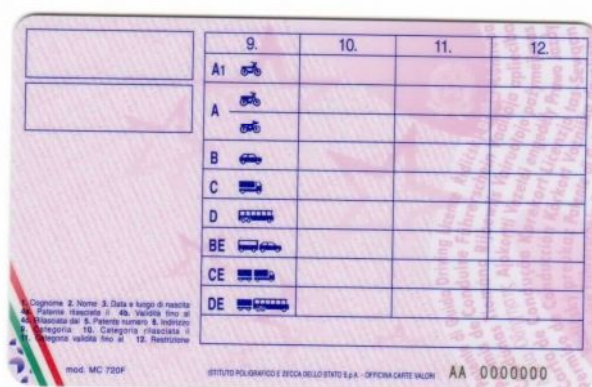 9. 10. 11. 12.
A1
A
B
C
D
BE
CE
DE
1. Cognome 2. Nome 3. Data e luogo di nascita
4a. Patente rilasciata il 4b. Validità fino al
4c. Rilasciata dal 5. Patente numero 8. Indirizzo
9. Categoria 10. Categoria rilasciata il
11. Categoria valida fino al 12. Restrizione
mod. MC 720F
ISTITUTO POLIGRAFICO E ZECCA DELLO STATO S.p.A. - OFFICINA CARTE VALORI
AA 0000000